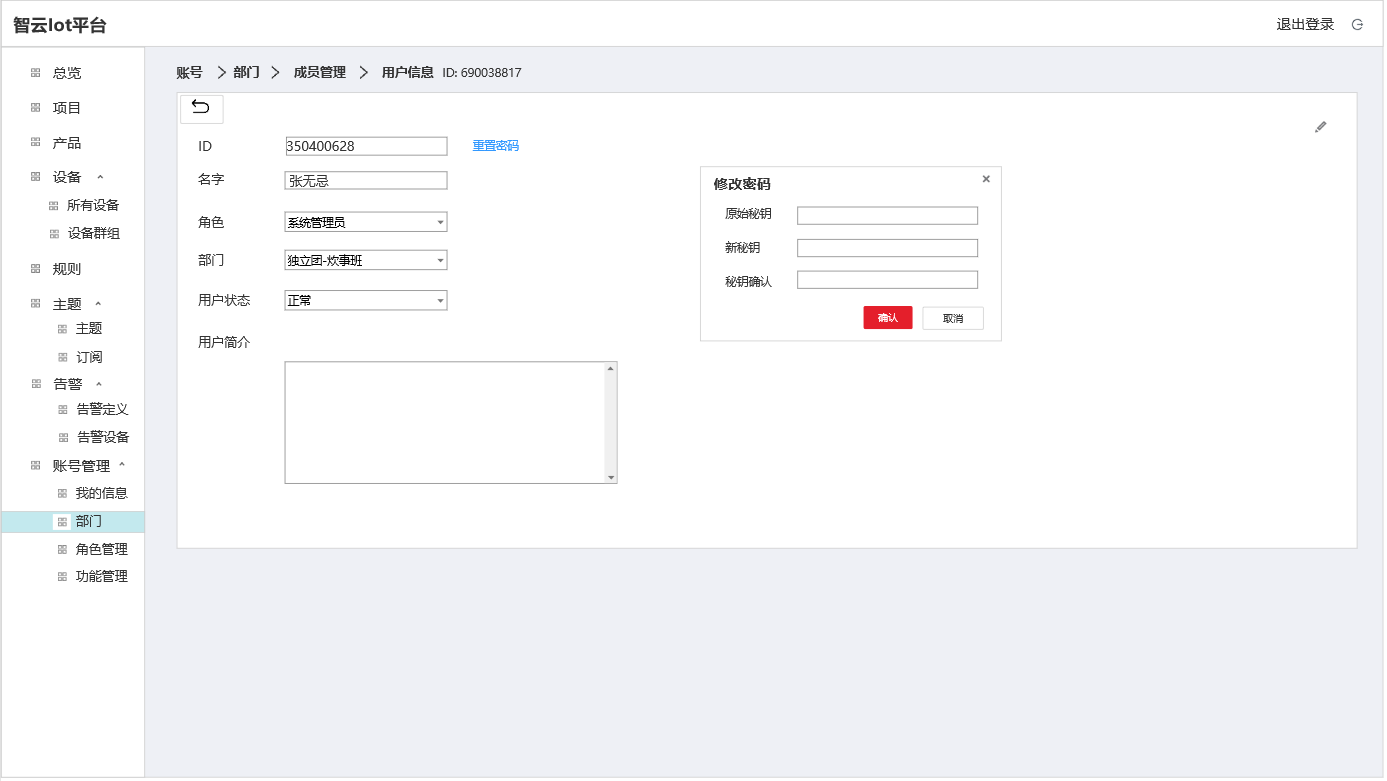 智云Iot平台
退出登录
总览
项目
产品
设备
所有设备
设备群组
规则
主题
主题
订阅
告警
告警定义
告警设备
账号管理
我的信息
部门
角色管理
功能管理
账号 部门 成员管理 用户信息 ID: 690038817
ID 350400628 重置密码
名字 张无忌
角色 系统管理员
部门 独立团-炊事班
用户状态 正常
用户简介
修改密码
原始秘钥
新秘钥
秘钥确认
确认 取消